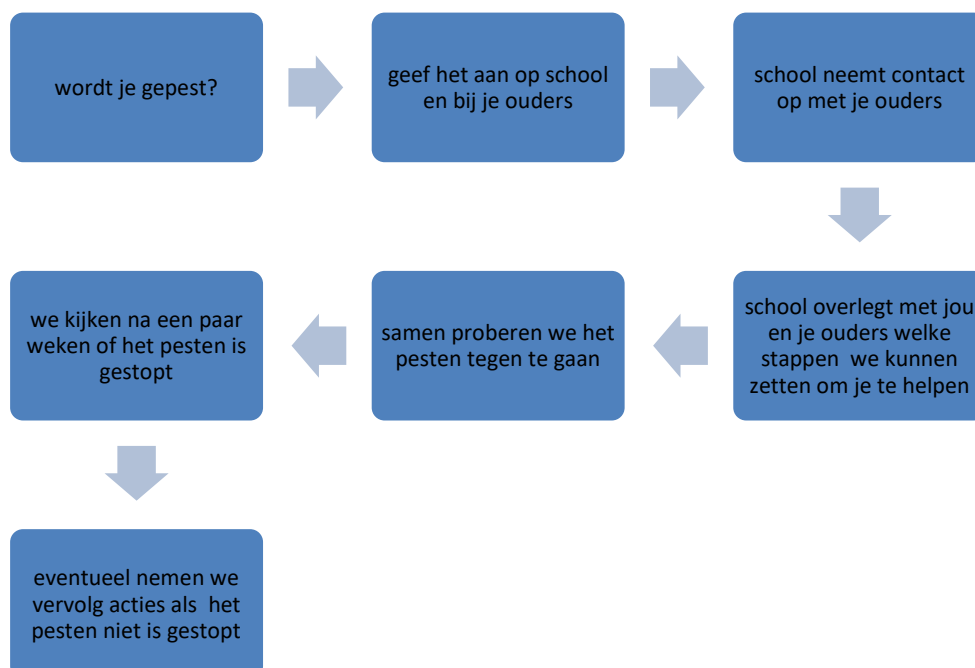 wordt je gepest?
geef het aan op school
en bij je ouders
school neemt contact
op met je ouders
school overlegt met jou
en je ouders welke
stappen  we kunnen
zetten om je te helpen
samen proberen we het
pesten tegen te gaan
we kijken na een paar
weken of het pesten is
gestopt
eventueel nemen we
vervolg acties als  het
pesten niet is gestopt